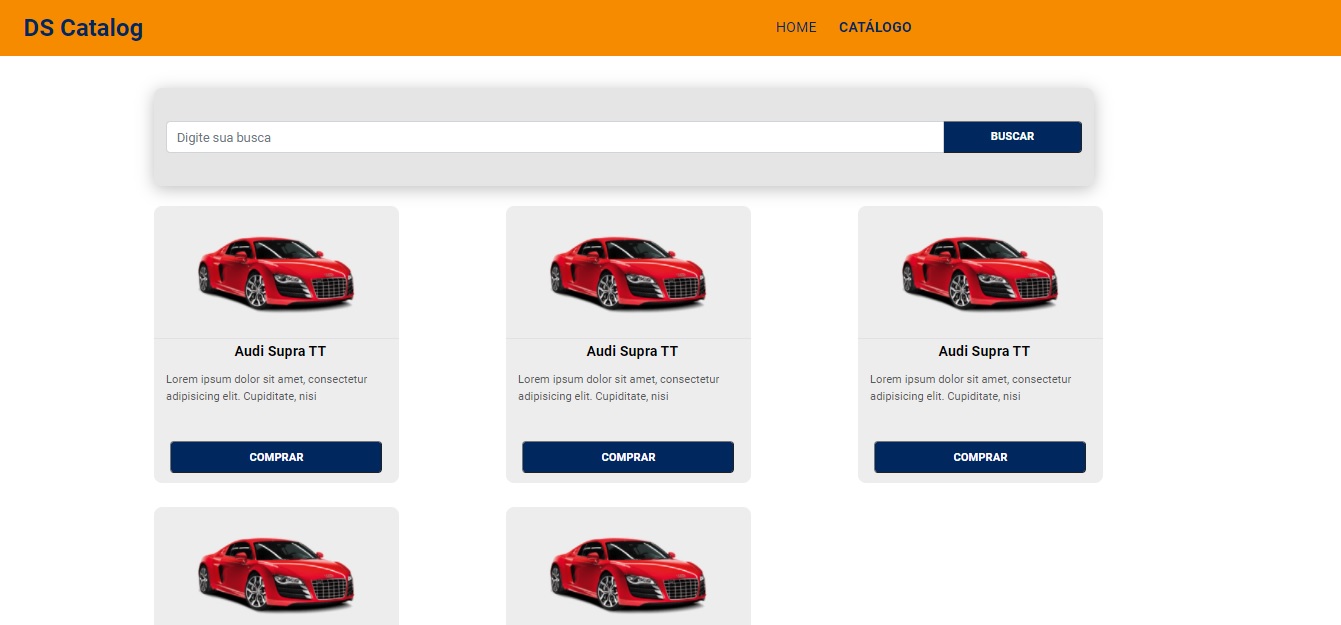 DS Catalog
HOME CATÁLOGO
Digite sua busca
BUSCAR
Audi Supra TT
Lorem ipsum dolor sit amet, consectetur
adipisicing elit. Cupiditate, nisi
COMPRAR
Audi Supra TT
Lorem ipsum dolor sit amet, consectetur
adipisicing elit. Cupiditate, nisi
COMPRAR
Audi Supra TT
Lorem ipsum dolor sit amet, consectetur
adipisicing elit. Cupiditate, nisi
COMPRAR